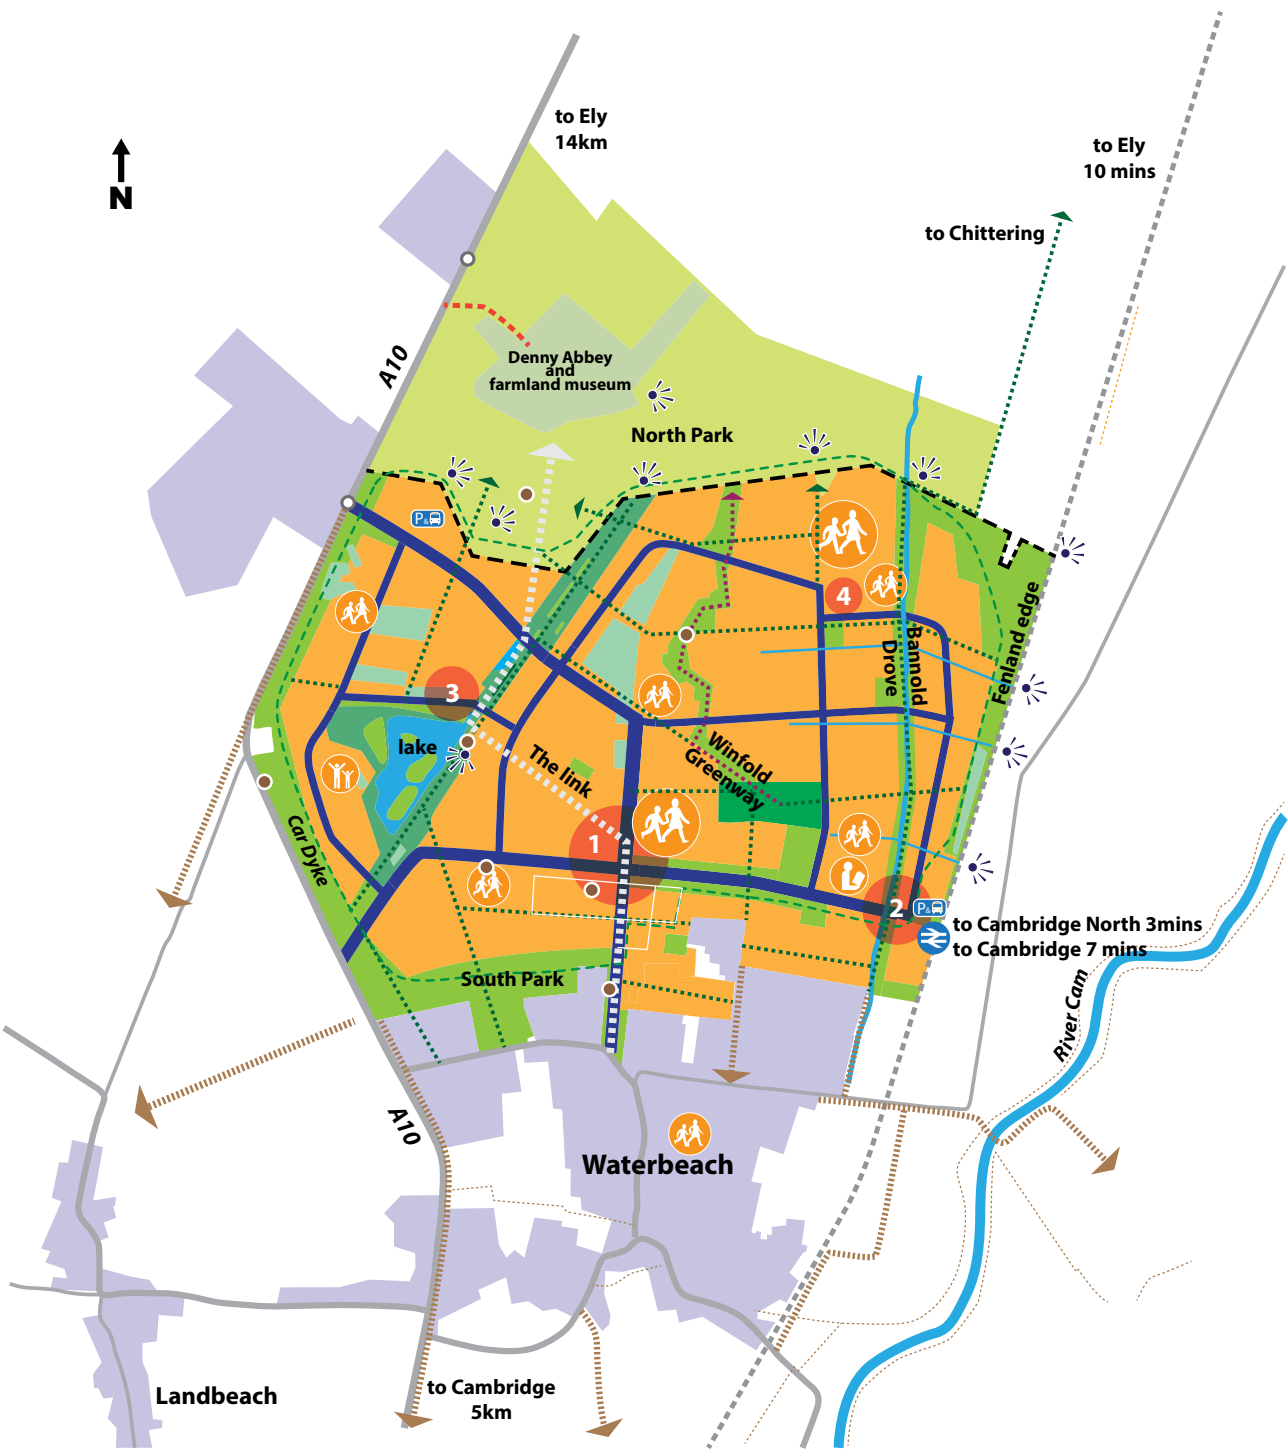 to Ely
14km
to Ely
10 mins
N
to Chittering
A10
Denny Abbey
and
farmland museum
North Park
P&
4
Fenland edge
Bannold
Drove
3
lake
The link
Winfold
Greenway
Car Dyke
1
2
P&
to Cambridge North 3mins
to Cambridge 7 mins
South Park
River Cam
A10
Waterbeach
Landbeach
to Cambridge
5km